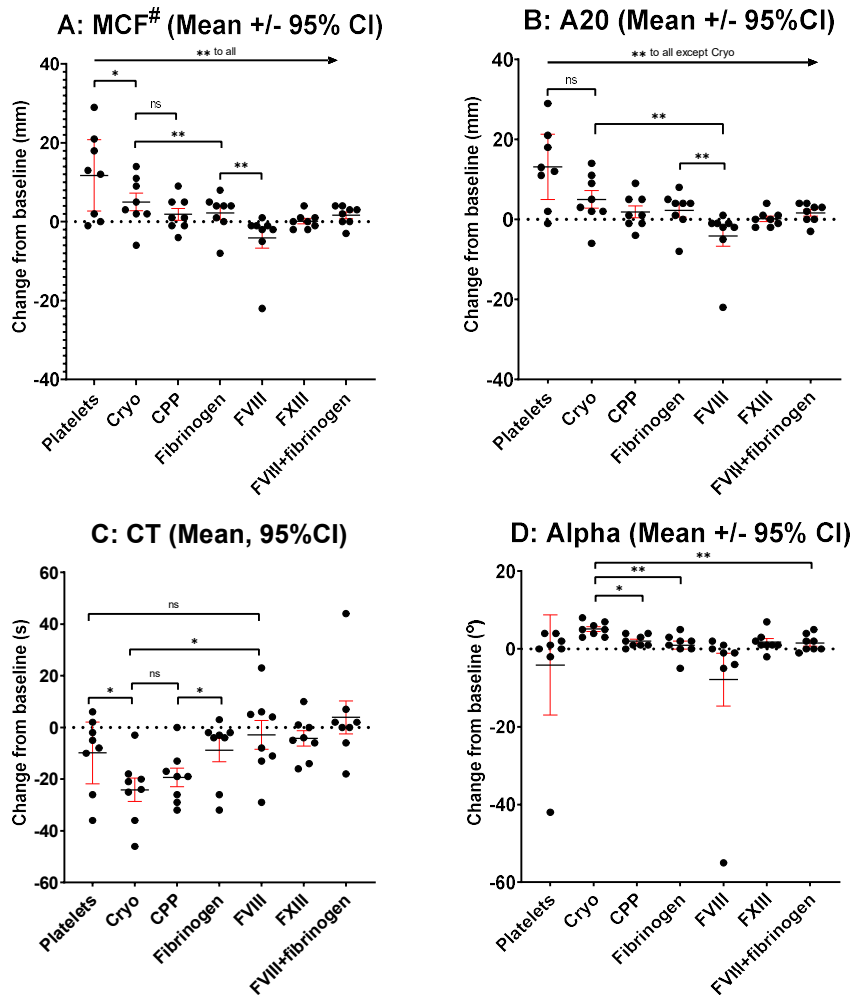 A: MCF# (Mean +/- 95% CI)
** to all
* ns ** **
Change from baseline (mm)
40
20
0
-20
-40
Platelets
Cryo
CPP
Fibrinogen
FVIII
FXIII
FVIII+fibrinogen
B: A20 (Mean +/- 95%CI)
** to all except Cryo
ns ** **
Change from baseline (mm)
40
20
0
-20
-40
Platelets
Cryo
CPP
Fibrinogen
FVIII
FXIII
FVIII+fibrinogen
C: CT (Mean, 95%CI)
ns
*
* ns *
Change from baseline (s)
60
40
20
0
-20
-40
-60
Platelets
Cryo
CPP
Fibrinogen
FVIII
FXIII
FVIII+fibrinogen
D: Alpha (Mean +/- 95% CI)
**
**
*
Change from baseline (º)
20
0
-20
-40
-60
Platelets
Cryo
CPP
Fibrinogen
FVIII
FXIII
FVIII+fibrinogen